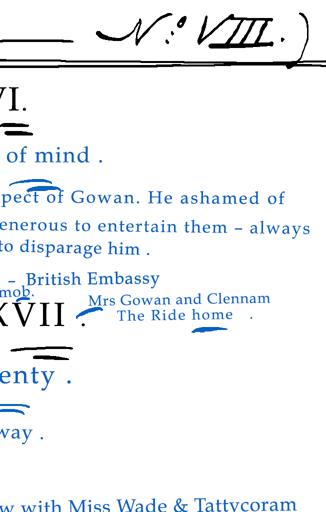 Nº: VIII.)
VI.
of mind .
pect of Gowan. He ashamed of
enerous to entertain them – always
to disparage him .
– British Embassy
mob.
Mrs Gowan and Clennam
XVII .
The Ride home .
enty .
way .
w with Miss Wade & Tattycoram